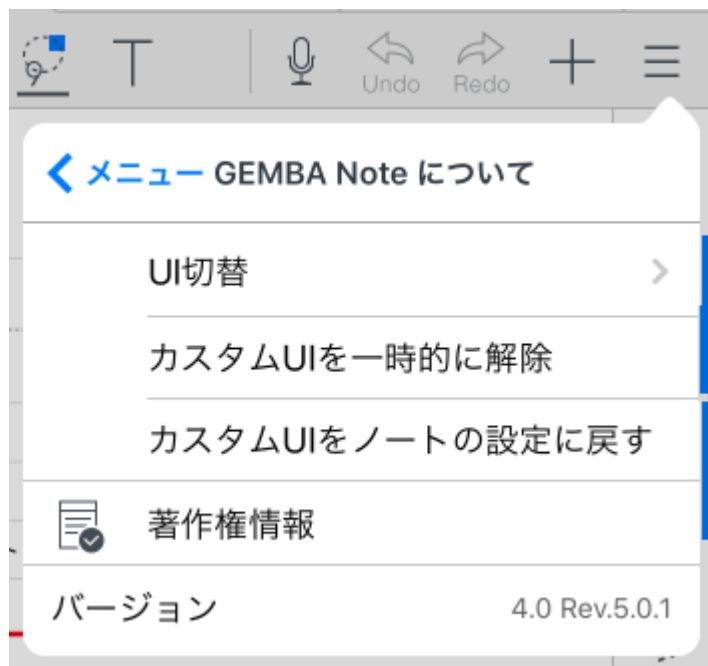 T
Undo Redo
メニュー GEMBA Note について
UI切替
カスタムUIを一時的に解除
カスタムUIをノートの設定に戻す
著作権情報
バージョン 4.0 Rev.5.0.1